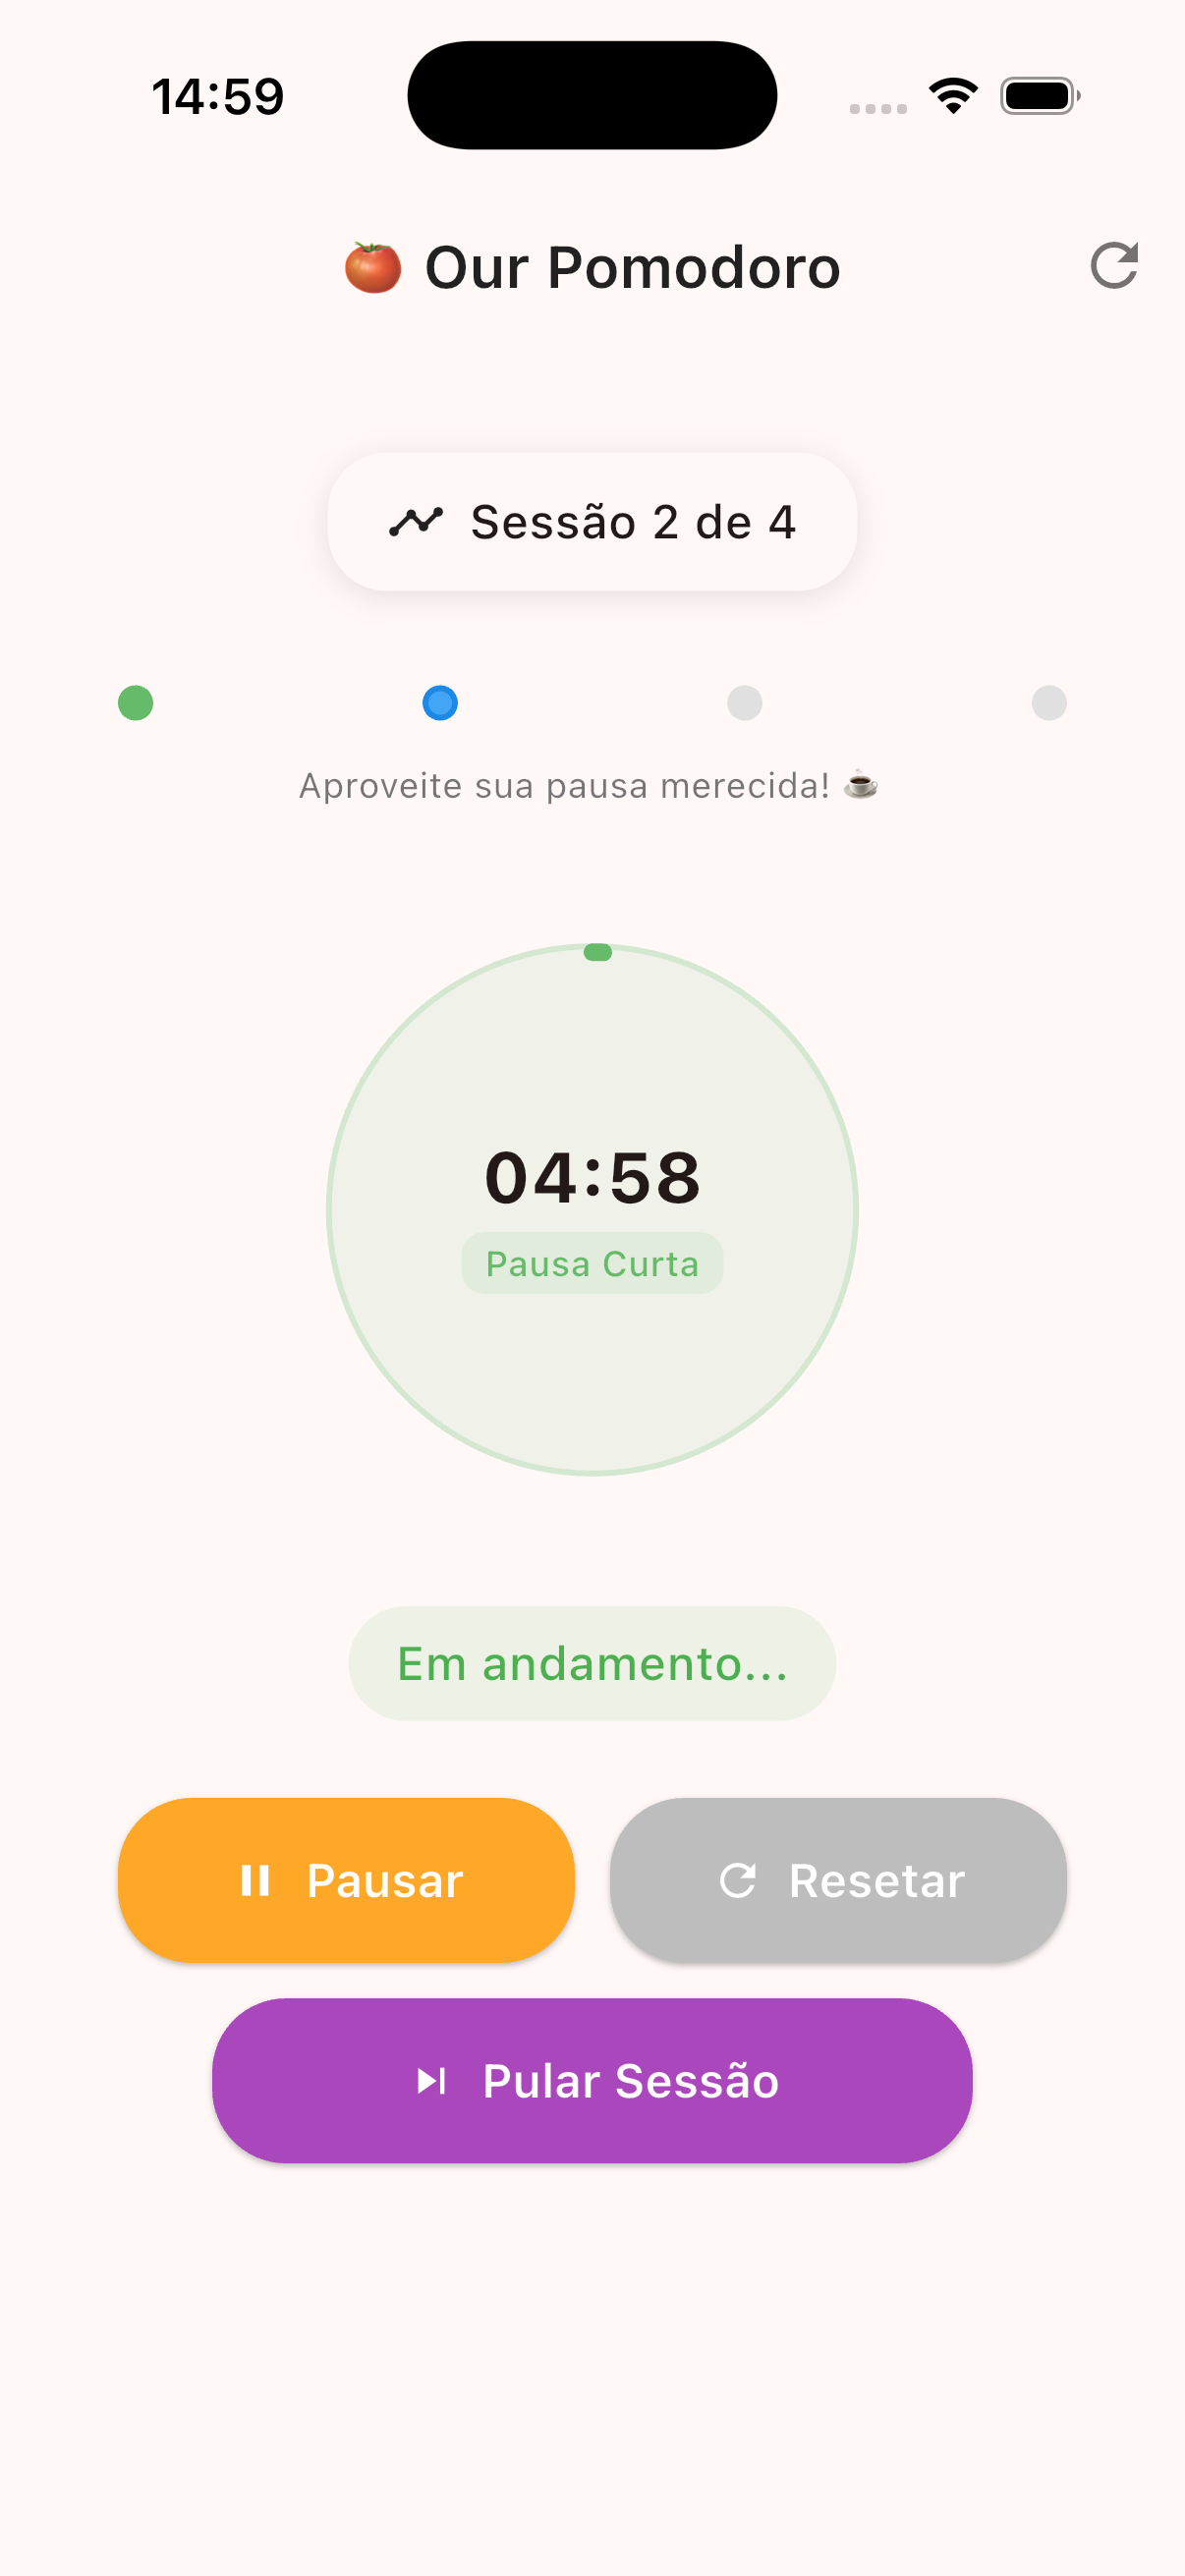 14:59
🍅 Our Pomodoro
Sessão 2 de 4
Aproveite sua pausa merecida! ☕
04:58
Pausa Curta
Em andamento...
Pausar
Resetar
Pular Sessão